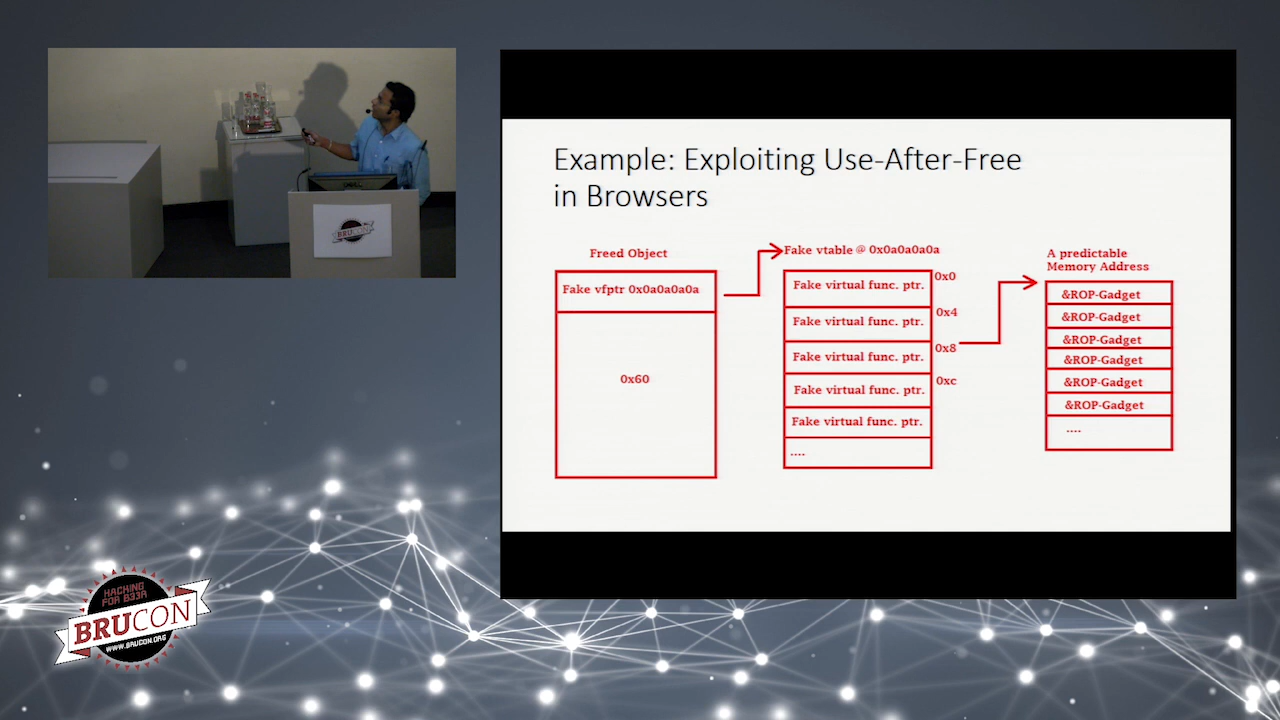 Example: Exploiting Use-After-Free
in Browsers
Freed Object
Fake vfptr 0x0a0a0a0a
0x60
Fake vtable @ 0x0a0a0a0a
Fake virtual func. ptr.
0x0
Fake virtual func. ptr.
0x4
Fake virtual func. ptr.
0x8
Fake virtual func. ptr.
0xc
Fake virtual func. ptr.
....
A predictable
Memory Address
&ROP-Gadget
&ROP-Gadget
&ROP-Gadget
&ROP-Gadget
&ROP-Gadget
&ROP-Gadget
....
BRUCON
DELL
HACKING
FOR B33R
BRUCON
WWW.BRUCON.ORG